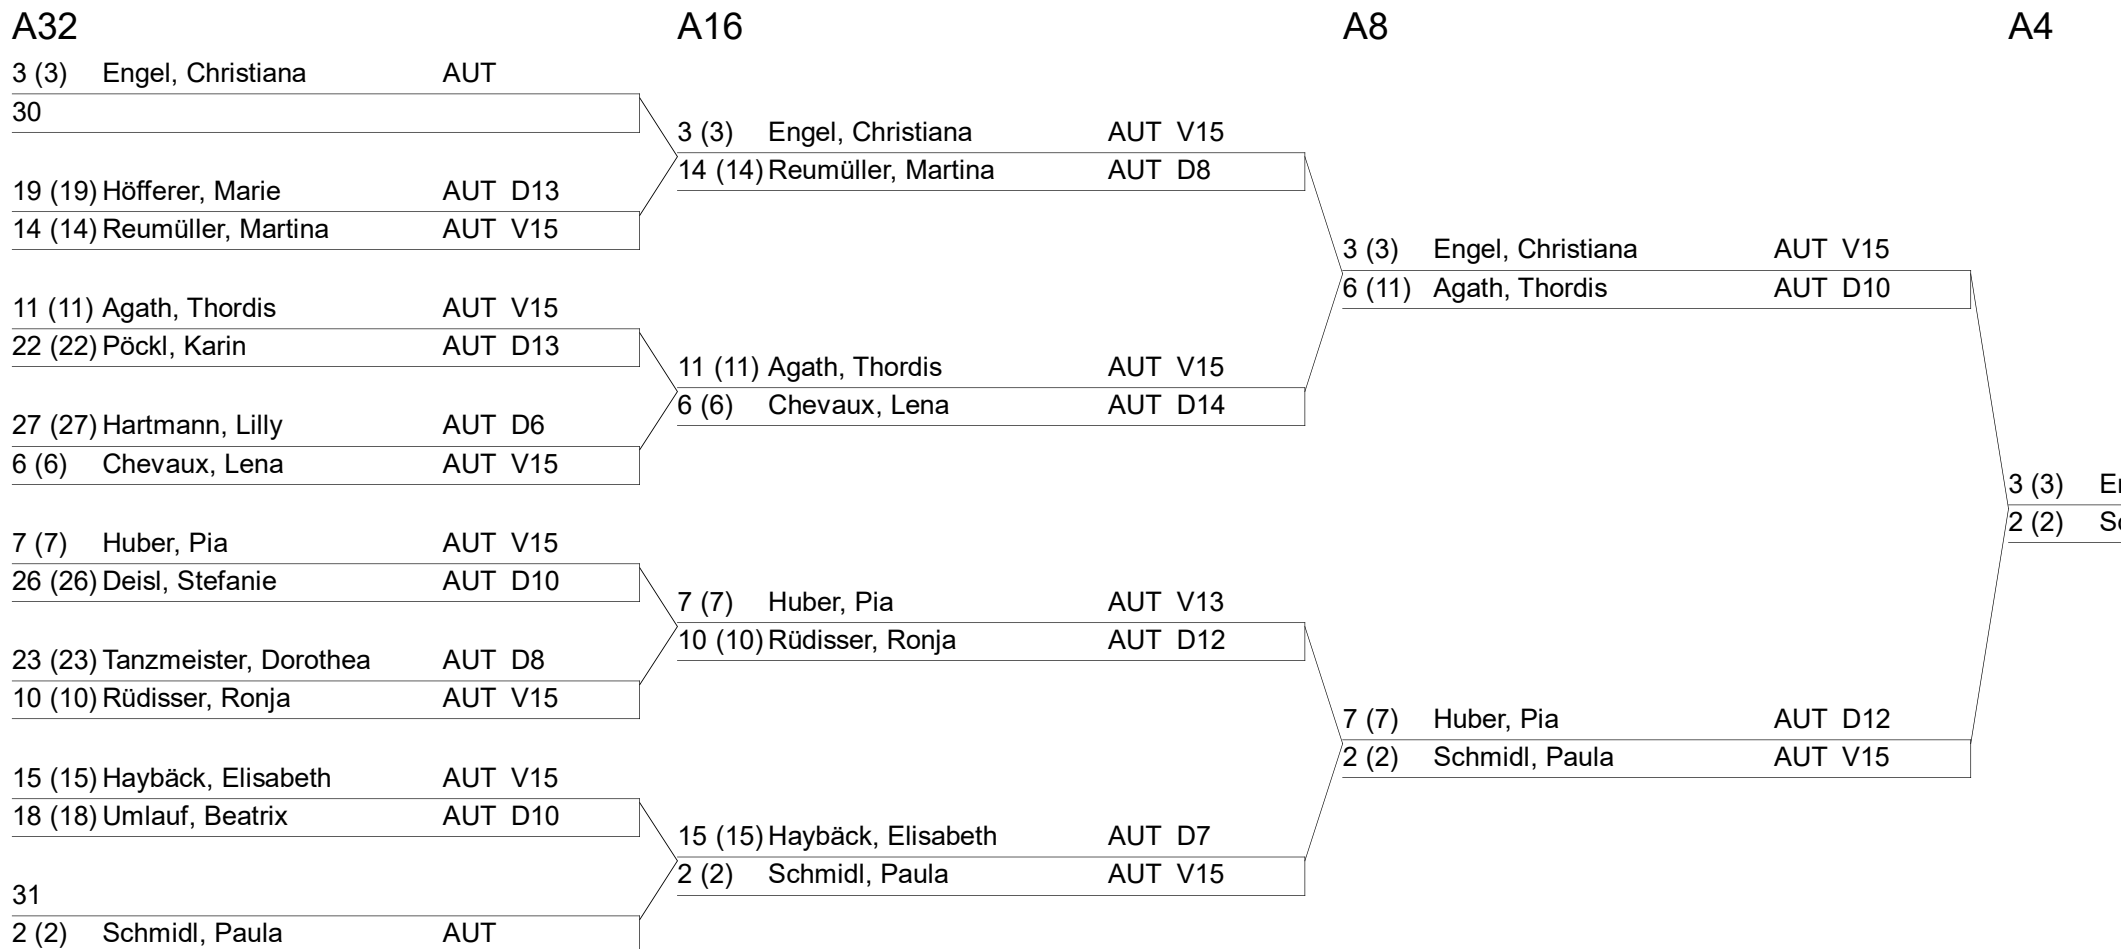 A32
3 (3) Engel, Christiana AUT
30
19 (19) Höfferer, Marie AUT D13
14 (14) Reumüller, Martina AUT V15
11 (11) Agath, Thordis AUT V15
22 (22) Pöckl, Karin AUT D13
27 (27) Hartmann, Lilly AUT D6
6 (6) Chevaux, Lena AUT V15
7 (7) Huber, Pia AUT V15
26 (26) Deisl, Stefanie AUT D10
23 (23) Tanzmeister, Dorothea AUT D8
10 (10) Rüdisser, Ronja AUT V15
15 (15) Haybäck, Elisabeth AUT V15
18 (18) Umlauf, Beatrix AUT D10
31
2 (2) Schmidl, Paula AUT
A16
3 (3) Engel, Christiana AUT V15
14 (14) Reumüller, Martina AUT D8
11 (11) Agath, Thordis AUT V15
6 (6) Chevaux, Lena AUT D14
7 (7) Huber, Pia AUT V13
10 (10) Rüdisser, Ronja AUT D12
15 (15) Haybäck, Elisabeth AUT D7
2 (2) Schmidl, Paula AUT V15
A8
3 (3) Engel, Christiana AUT V15
6 (11) Agath, Thordis AUT D10
7 (7) Huber, Pia AUT D12
2 (2) Schmidl, Paula AUT V15
A4
3 (3)
2 (2)